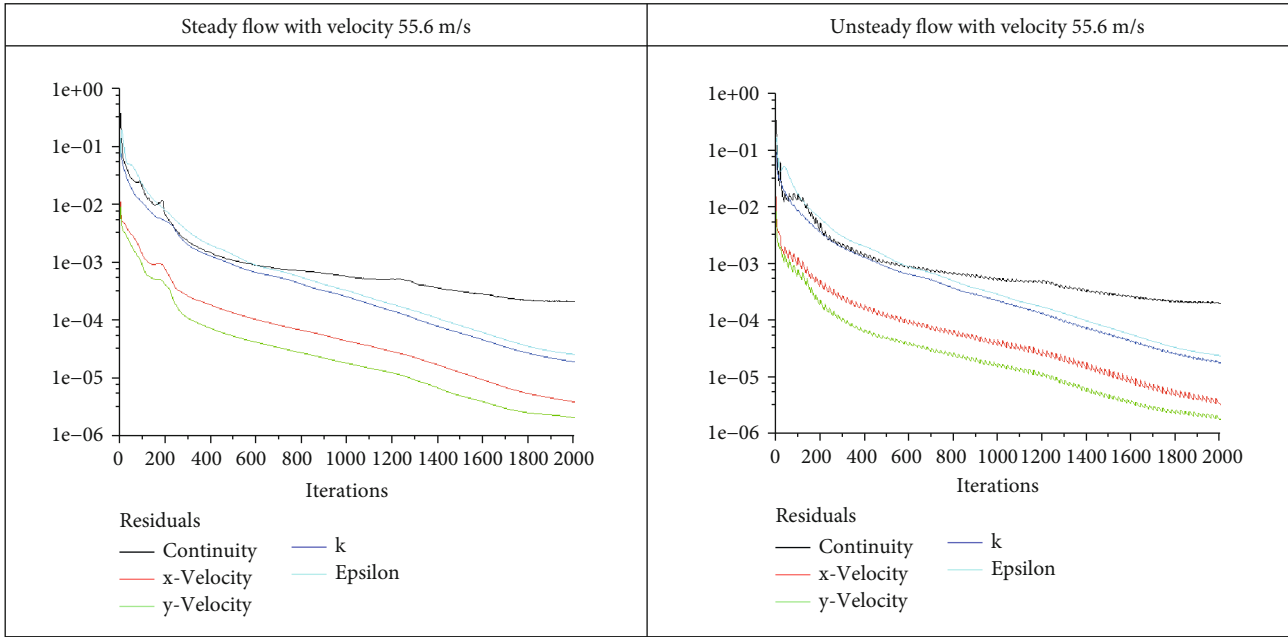 Steady flow with velocity 55.6 m/s
1e+00
1e–01
1e–02
1e–03
1e–04
1e–05
1e–06
0 200 400 600 800 1000 1200 1400 1600 1800 2000
Iterations
Residuals
Continuity
x-Velocity
y-Velocity
k
Epsilon
Unsteady flow with velocity 55.6 m/s
1e+00
1e–01
1e–02
1e–03
1e–04
1e–05
1e–06
0 200 400 600 800 1000 1200 1400 1600 1800 2000
Iterations
Residuals
Continuity
x-Velocity
y-Velocity
k
Epsilon